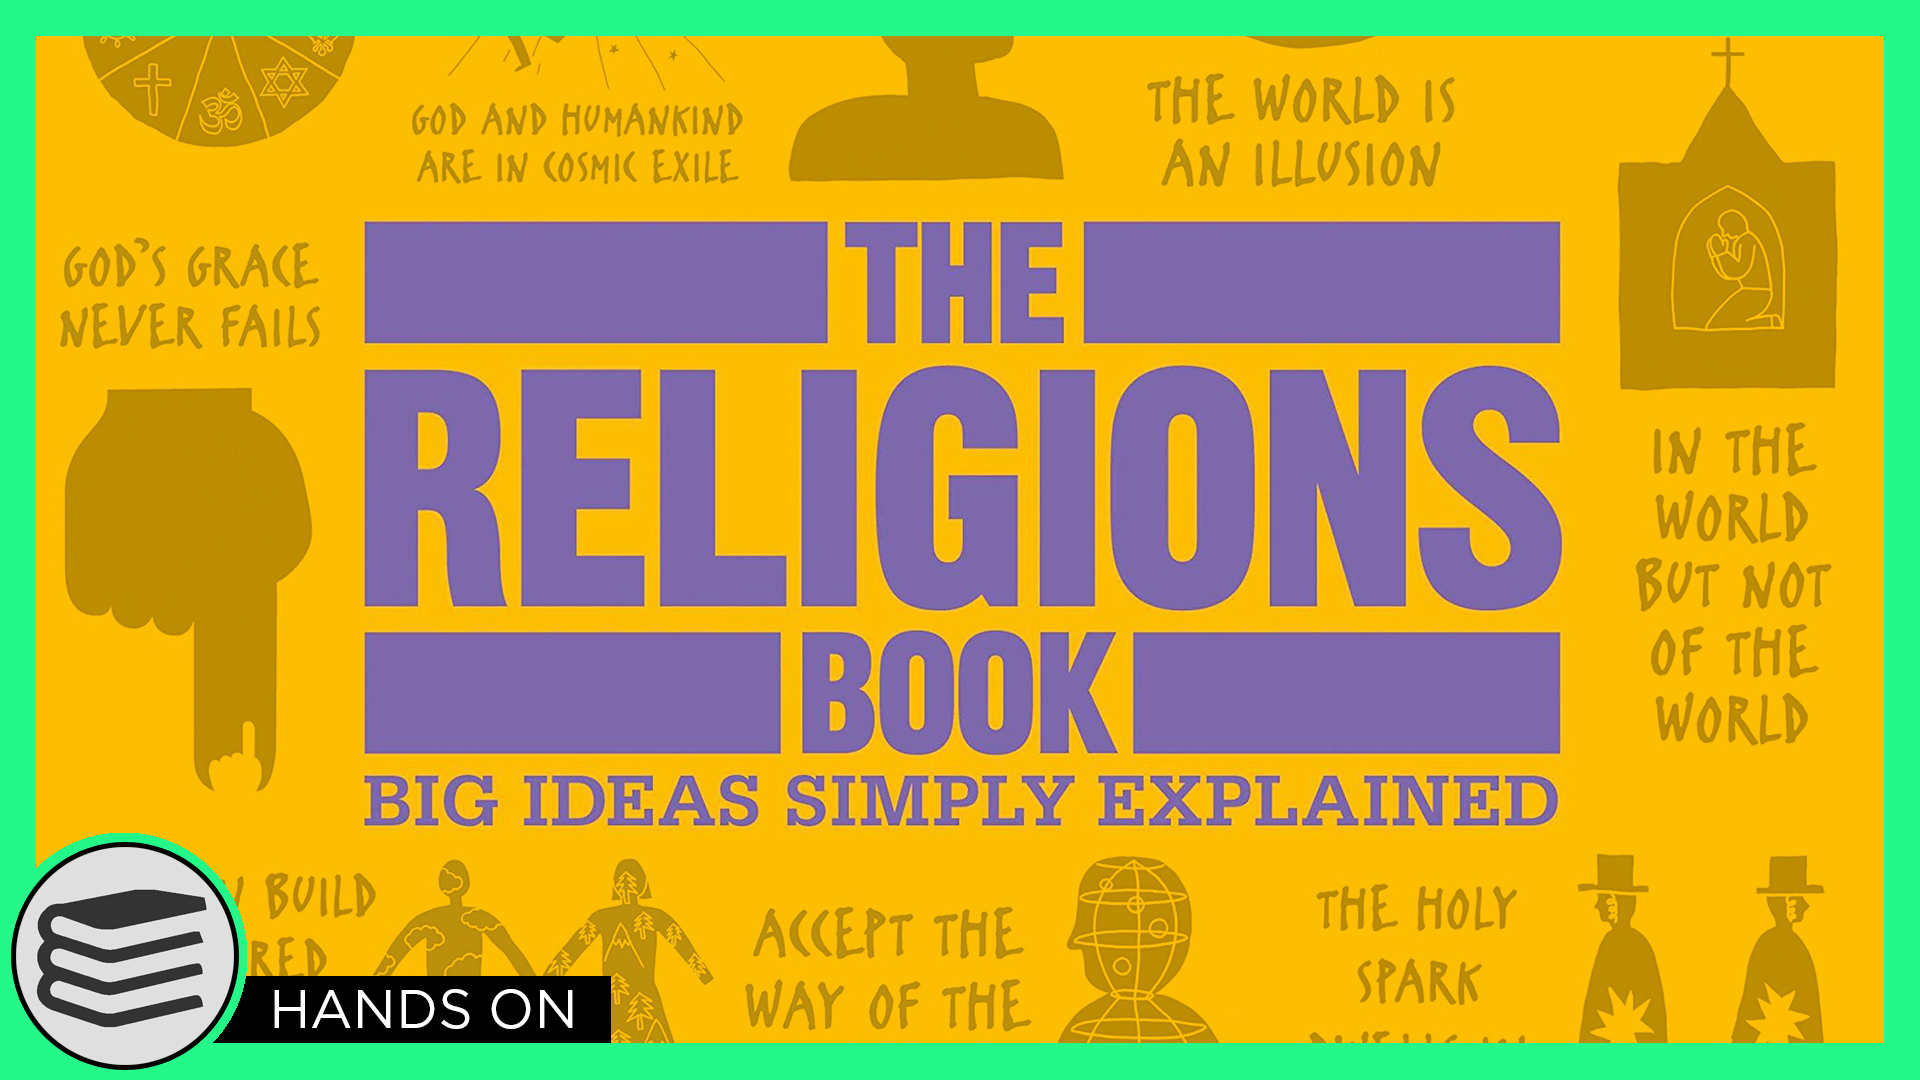 GOD AND HUMANKIND
ARE IN COSMIC EXILE
THE WORLD IS
AN ILLUSION
GOD'S GRACE
NEVER FAILS
THE
RELIGIONS
BOOK
BIG IDEAS SIMPLY EXPLAINED
IN THE
WORLD
BUT NOT
OF THE
WORLD
BUILD
ACCEPT THE
WAY OF THE
THE HOLY
SPARK
HANDS ON